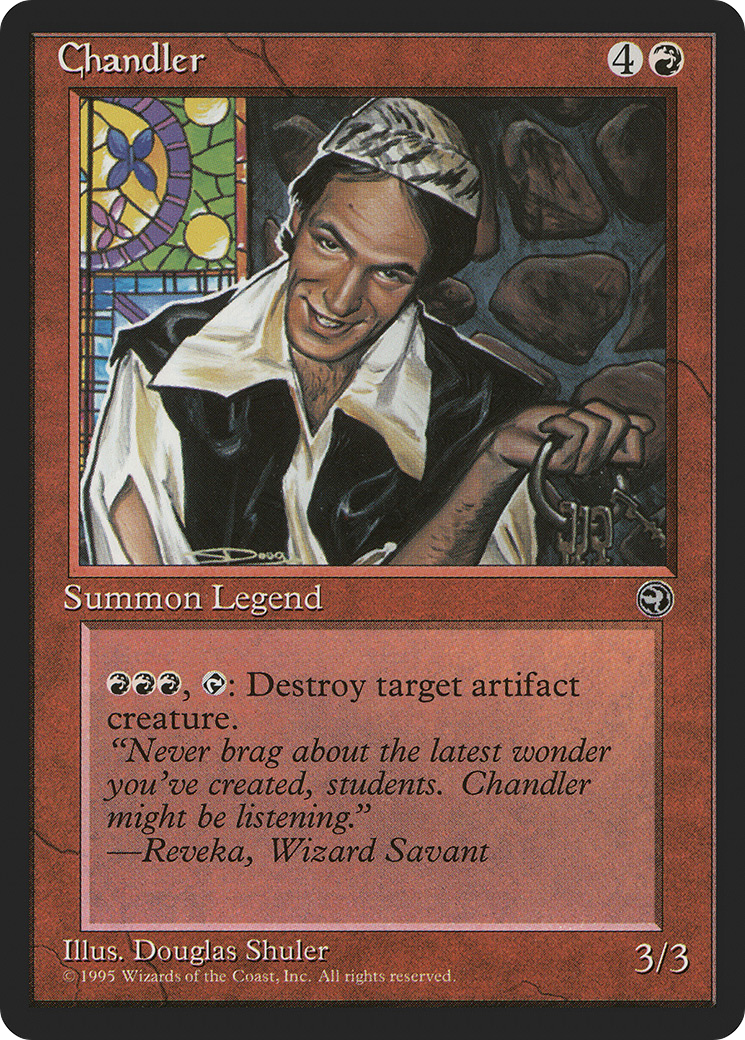 Chandler
4
Doug
Summon Legend
, : Destroy target artifact
creature.
“Never brag about the latest wonder
you’ve created, students. Chandler
might be listening.”
—Reveka, Wizard Savant
Illus. Douglas Shuler
3/3
© 1995 Wizards of the Coast, Inc. All rights reserved.